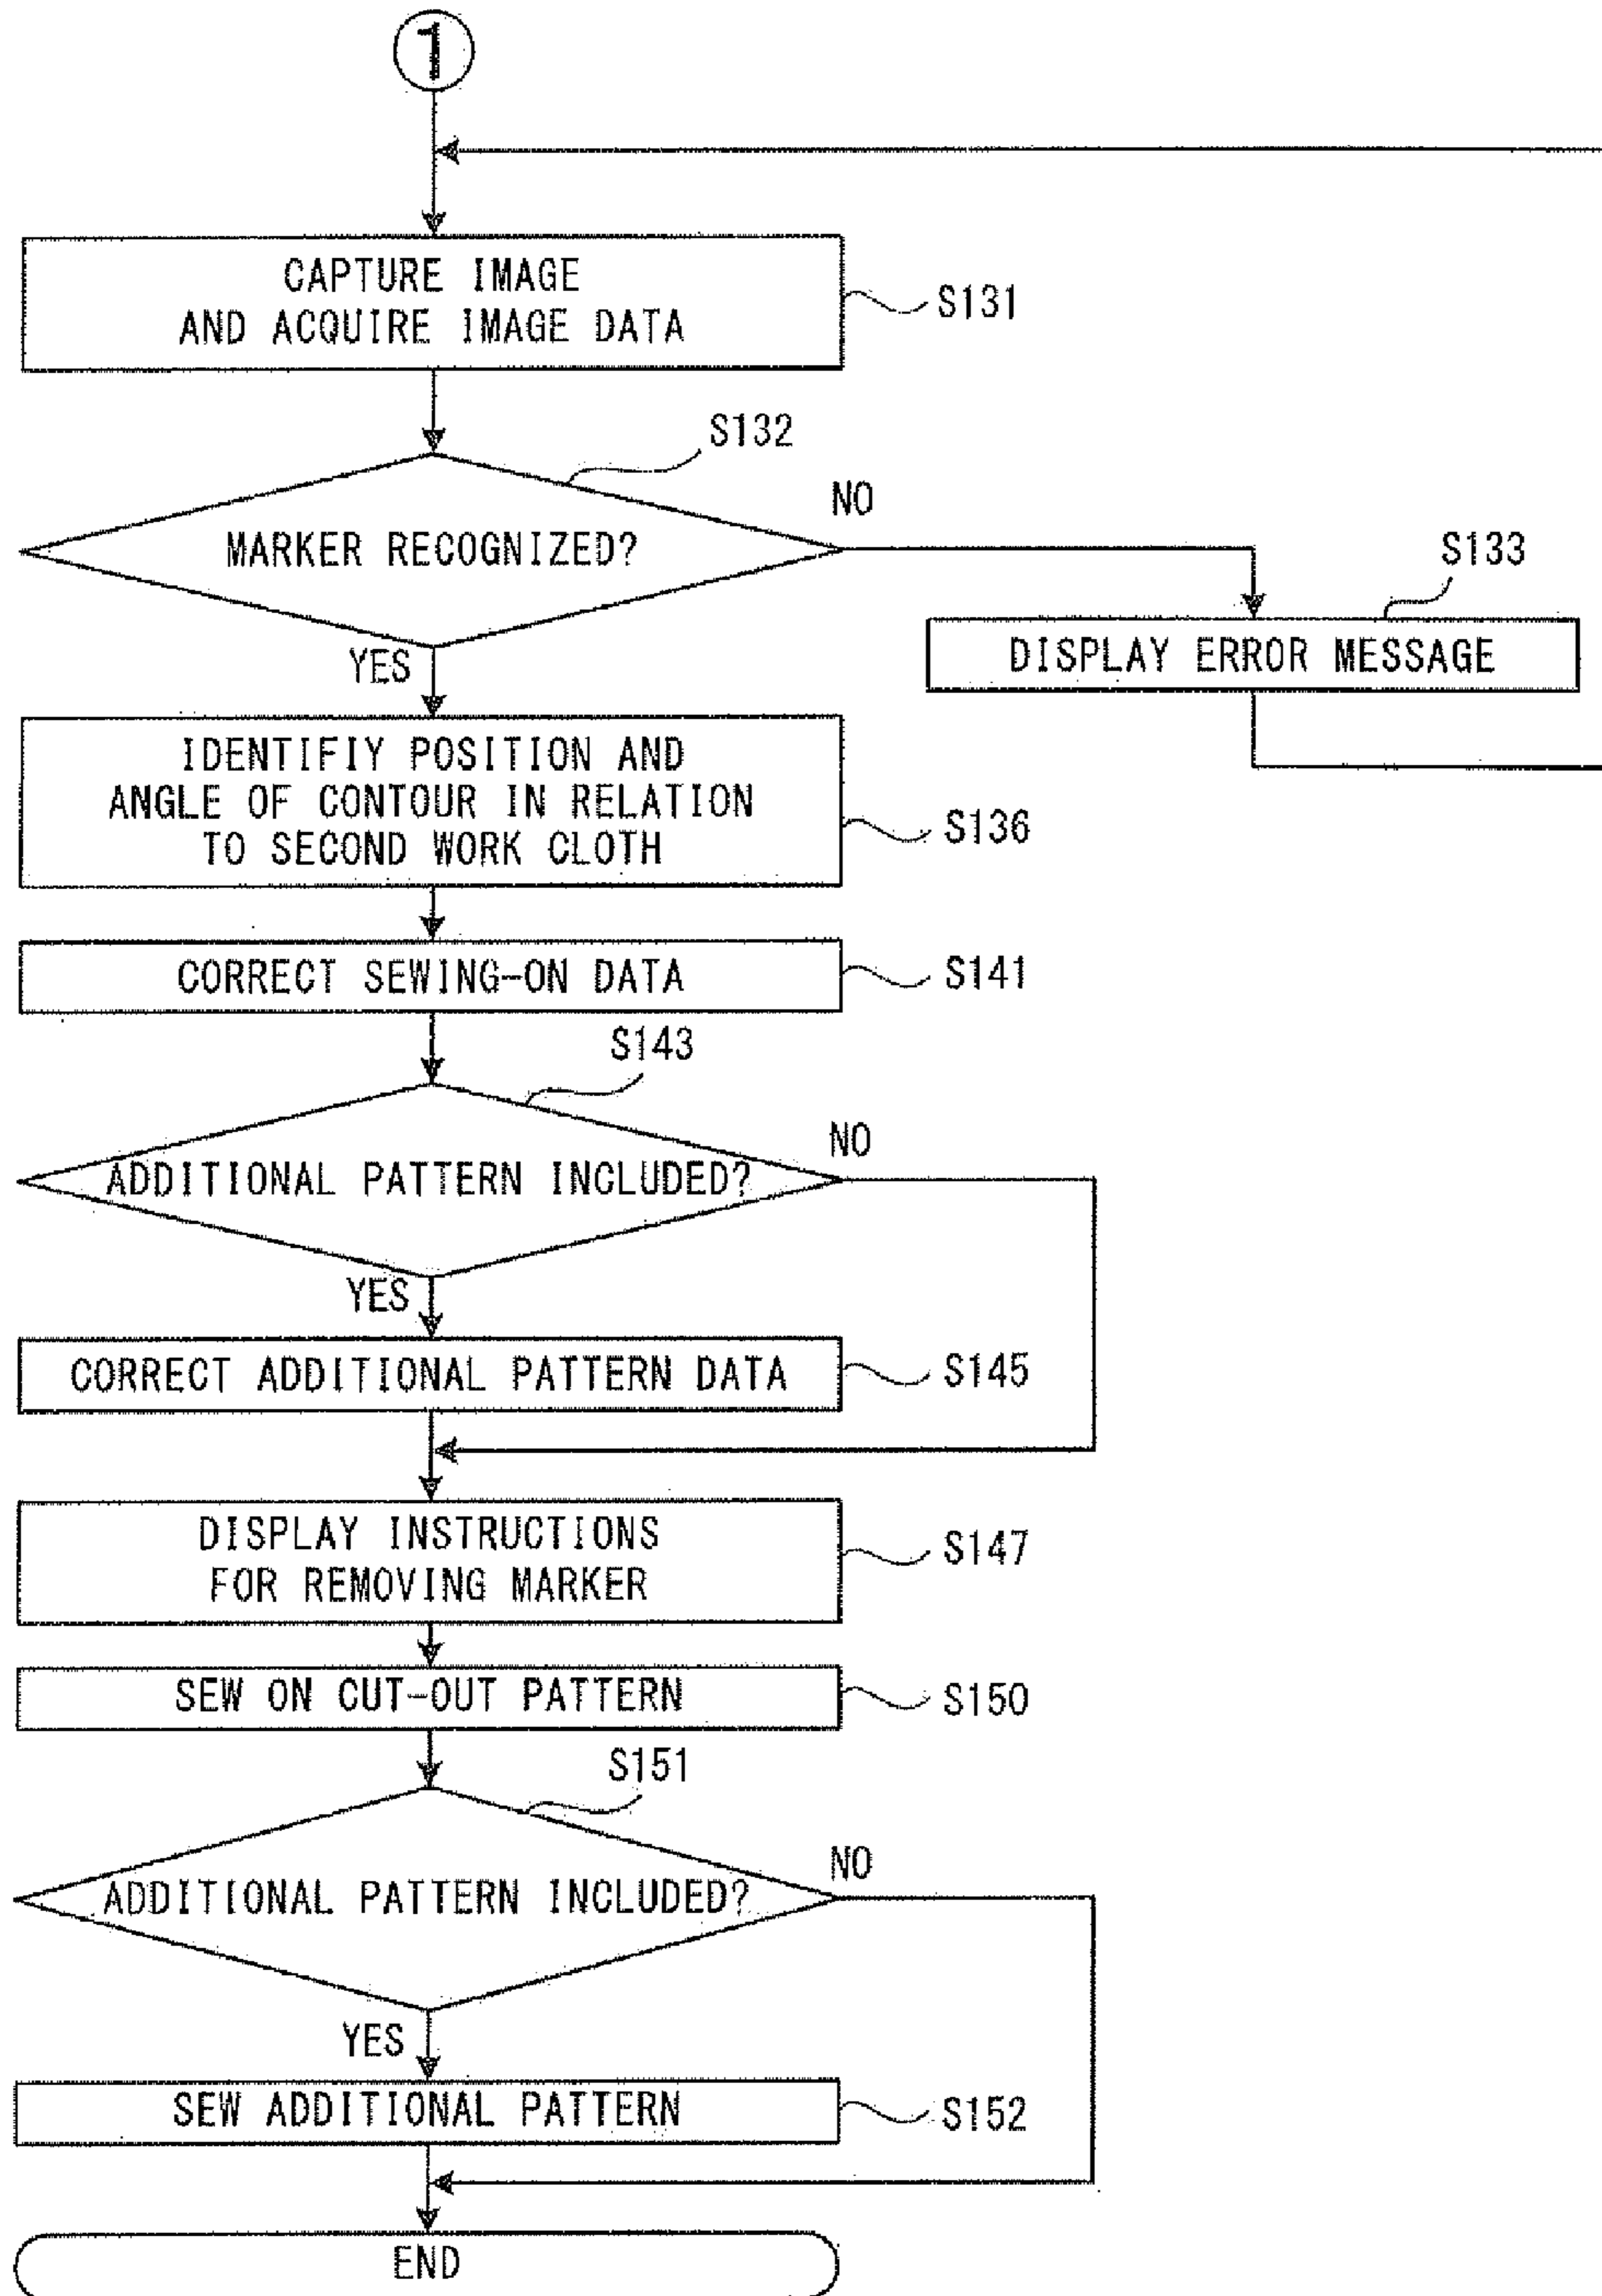 1
CAPTURE IMAGE
AND ACQUIRE IMAGE DATA
S131
S132
MARKER RECOGNIZED?
NO
S133
DISPLAY ERROR MESSAGE
YES
IDENTIFIY POSITION AND
ANGLE OF CONTOUR IN RELATION
TO SECOND WORK CLOTH
S136
CORRECT SEWING-ON DATA
S141
S143
ADDITIONAL PATTERN INCLUDED?
NO
YES
CORRECT ADDITIONAL PATTERN DATA
S145
DISPLAY INSTRUCTIONS
FOR REMOVING MARKER
S147
SEW ON CUT-OUT PATTERN
S150
S151
ADDITIONAL PATTERN INCLUDED?
NO
YES
SEW ADDITIONAL PATTERN
S152
END